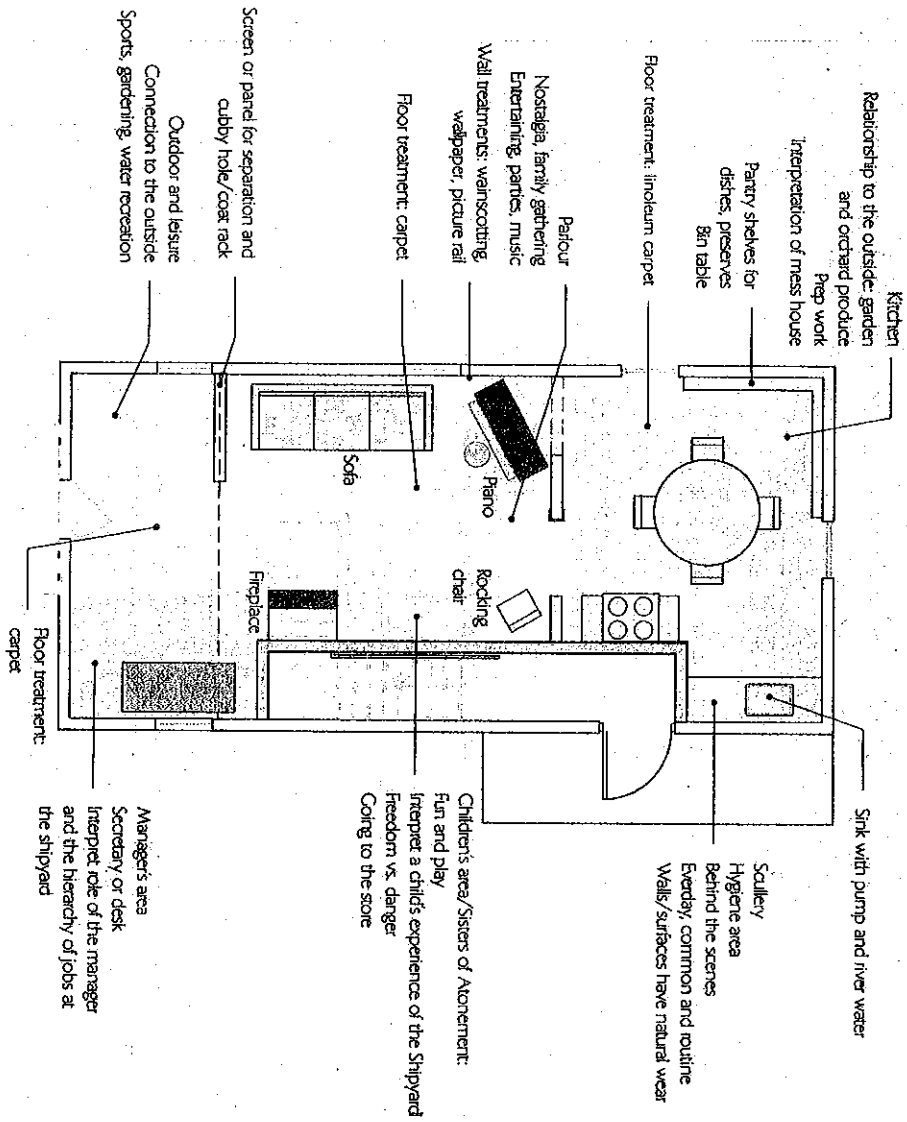 Kitchen
Relationship to the outside: garden
and orchard produce
Prep work
Interpretation of mess house
Pantry shelves for
dishes, preserves
Bin table
Floor treatment: linoleum carpet
Parlour
Nostalgia, family gathering
Entertaining, parties, music
Wall treatments: wainscotting,
wallpaper, picture rail
Floor treatment: carpet
Screen or panel for separation and
cubby hole/coat rack
Outdoor and leisure
Connection to the outside
Sports, gardening, water recreation
Piano
Sofa
Rocking
chair
Fireplace
Sink with pump and river water
Scullery
Hygiene area
Behind the scenes
Everday, common and routine
Walls/surfaces have natural wear
Children's area/Sisters of Atonement:
Fun and play
Interpret a child's experience of the Shipyard
Freedom vs. danger
Going to the store
Manager's area
Secretary or desk
Interpret role of the manager
and the hierarchy of jobs at
the shipyard
Floor treatment:
carpet